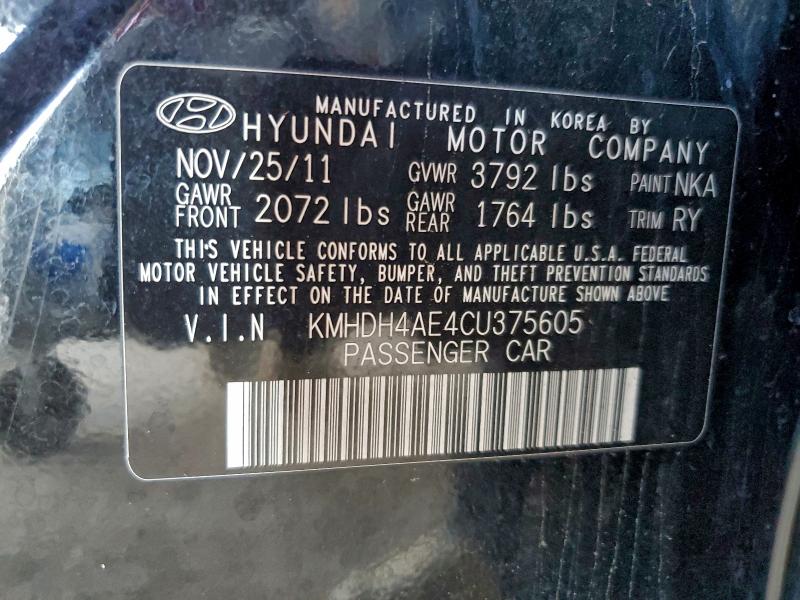 MANUFACTURED IN KOREA BY
HYUNDAI MOTOR COMPANY
NOV/25/11 GVWR 3792 lbs PAINT NKA
GAWR FRONT 2072 lbs GAWR REAR 1764 lbs TRIM RY
THIS VEHICLE CONFORMS TO ALL APPLICABLE U.S.A. FEDERAL
MOTOR VEHICLE SAFETY, BUMPER, AND THEFT PREVENTION STANDARDS
IN EFFECT ON THE DATE OF MANUFACTURE SHOWN ABOVE
V.I.N KMHDH4AE4CU375605
PASSENGER CAR